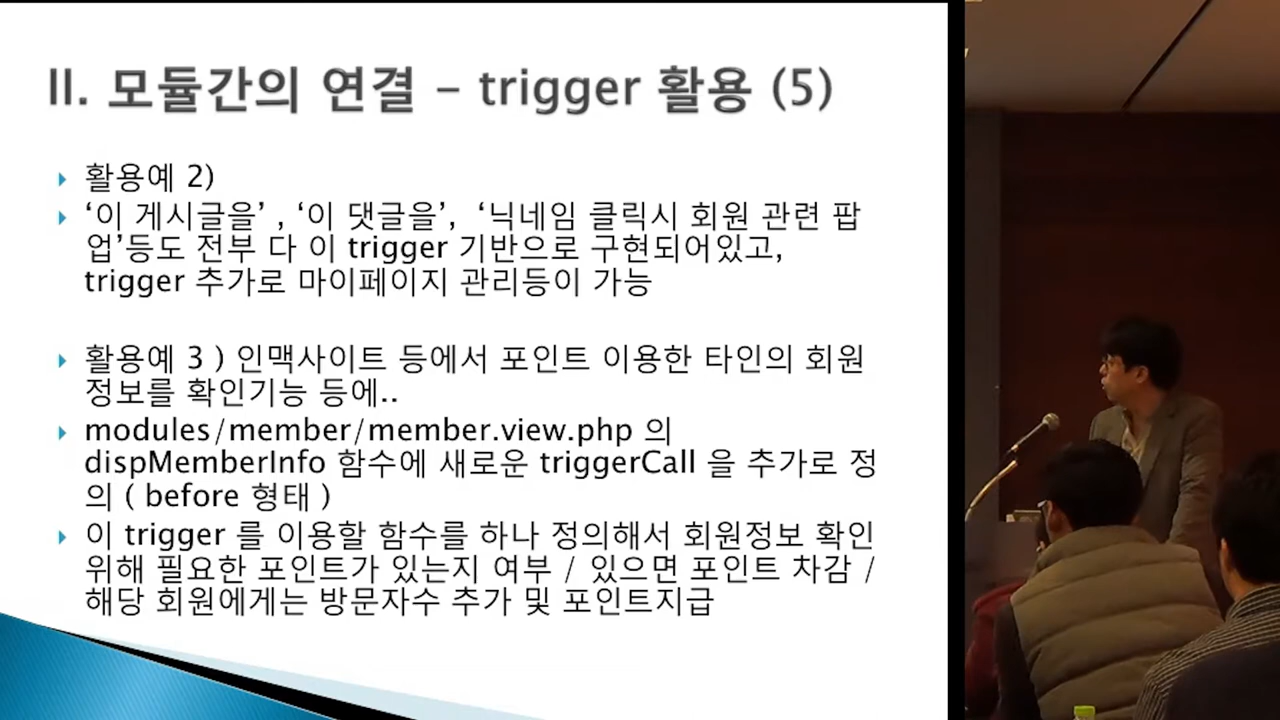 II. 모듈간의 연결 – trigger 활용 (5)
활용예 2)
‘이 게시글을’ , ‘이 댓글을’, ‘닉네임 클릭시 회원 관련 팝
업’등도 전부 다 이 trigger 기반으로 구현되어있고,
trigger 추가로 마이페이지 관리등이 가능
활용예 3 ) 인맥사이트 등에서 포인트 이용한 타인의 회원
정보를 확인기능 등에..
modules/member/member.view.php 의
dispMemberInfo 함수에 새로운 triggerCall 을 추가로 정
의 ( before 형태 )
이 trigger 를 이용할 함수를 하나 정의해서 회원정보 확인
위해 필요한 포인트가 있는지 여부 / 있으면 포인트 차감 /
해당 회원에게는 방문자수 추가 및 포인트지급